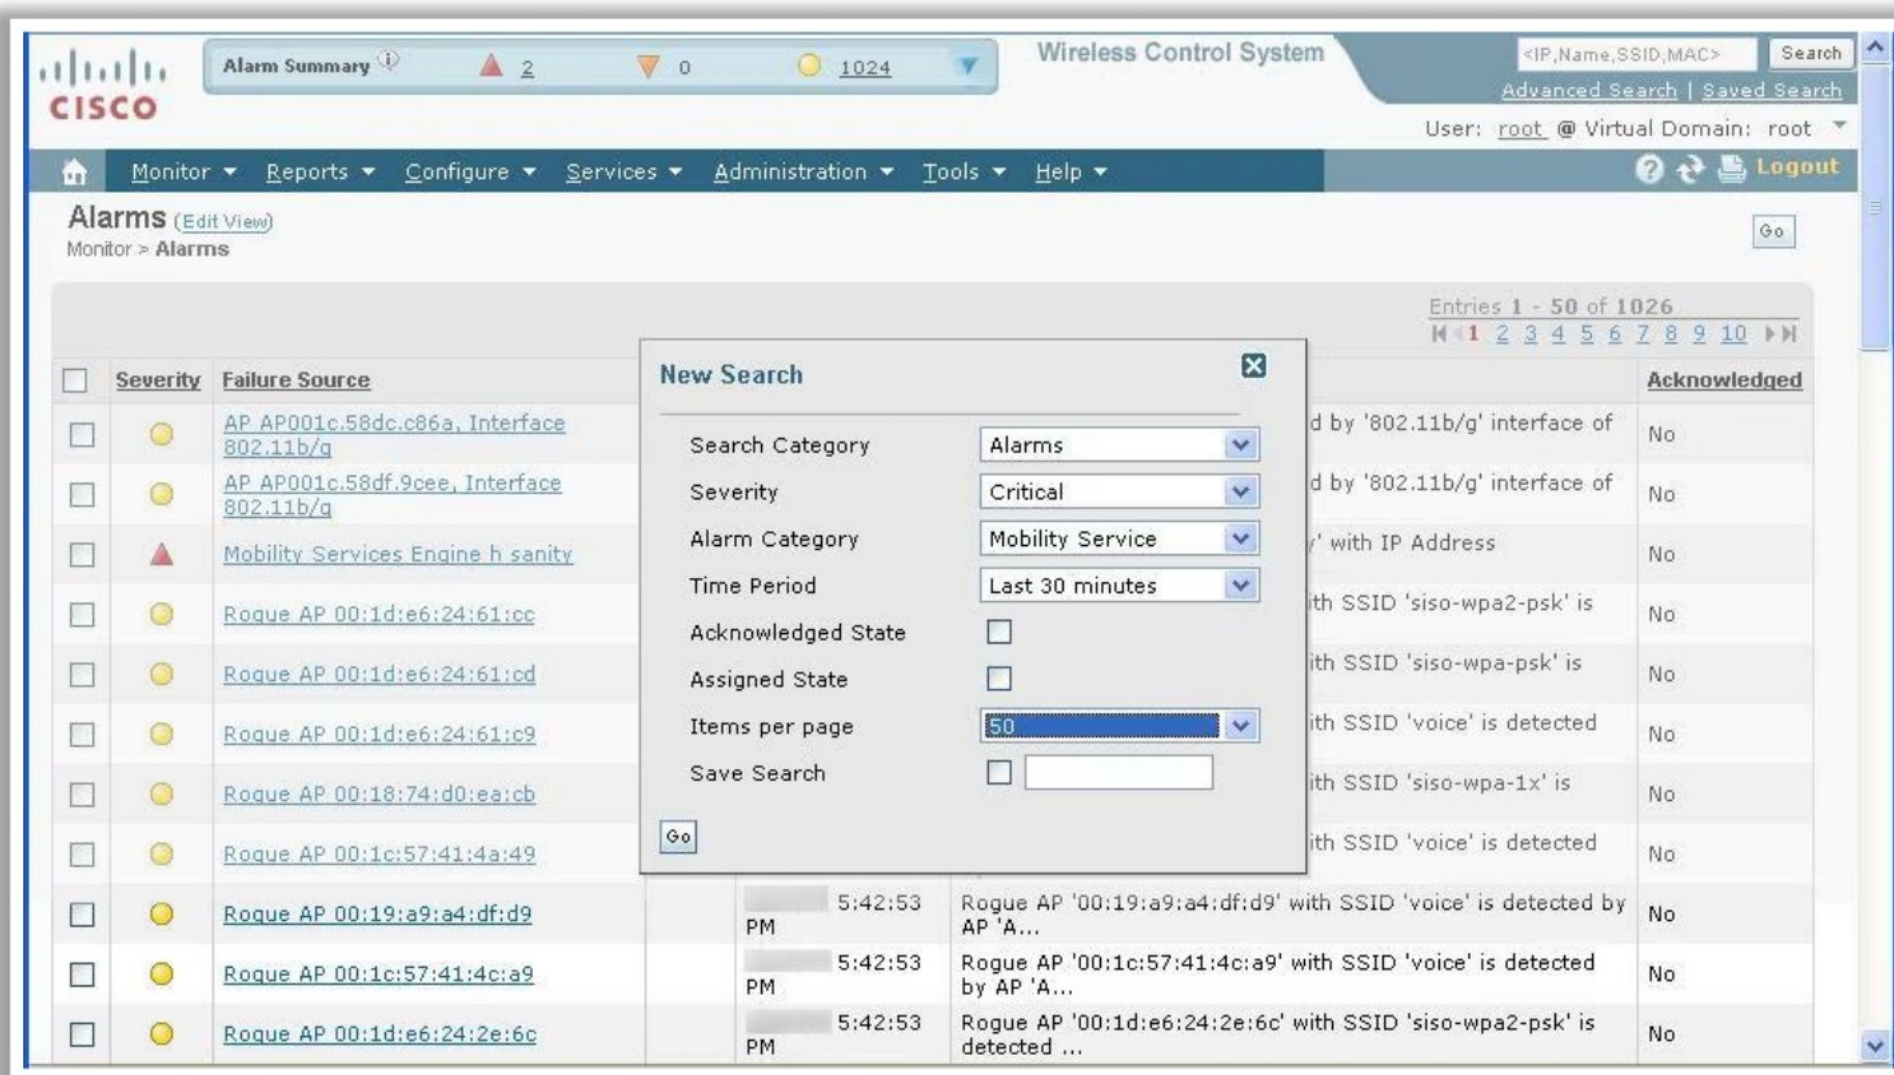 CISCO
Alarm Summary 2 0 1024
Wireless Control System
<IP,Name,SSID,MAC> Search
Advanced Search | Saved Search
User: root @ Virtual Domain: root
Monitor Reports Configure Services Administration Tools Help
Logout
Alarms (Edit View)
Monitor > Alarms
Go
Entries 1 - 50 of 1026
1 2 3 4 5 6 7 8 9 10
Severity Failure Source Acknowledged
AP AP001c.58dc.c86a, Interface
802.11b/g
d by '802.11b/g' interface of
No
AP AP001c.58df.9cee, Interface
802.11b/g
d by '802.11b/g' interface of
No
Mobility Services Engine h sanity
' with IP Address
No
Rogue AP 00:1d:e6:24:61:cc
ith SSID 'siso-wpa2-psk' is
No
Rogue AP 00:1d:e6:24:61:cd
ith SSID 'siso-wpa-psk' is
No
Rogue AP 00:1d:e6:24:61:c9
ith SSID 'voice' is detected
No
Rogue AP 00:18:74:d0:ea:cb
ith SSID 'siso-wpa-1x' is
No
Rogue AP 00:1c:57:41:4a:49
ith SSID 'voice' is detected
No
New Search
Search Category Alarms
Severity Critical
Alarm Category Mobility Service
Time Period Last 30 minutes
Acknowledged State
Assigned State
Items per page 50
Save Search
Go
Rogue AP 00:19:a9:a4:df:d9
5:42:53
PM
Rogue AP '00:19:a9:a4:df:d9' with SSID 'voice' is detected by
AP 'A...
No
Rogue AP 00:1c:57:41:4c:a9
5:42:53
PM
Rogue AP '00:1c:57:41:4c:a9' with SSID 'voice' is detected
by AP 'A...
No
Rogue AP 00:1d:e6:24:2e:6c
5:42:53
PM
Rogue AP '00:1d:e6:24:2e:6c' with SSID 'siso-wpa2-psk' is
detected ...
No